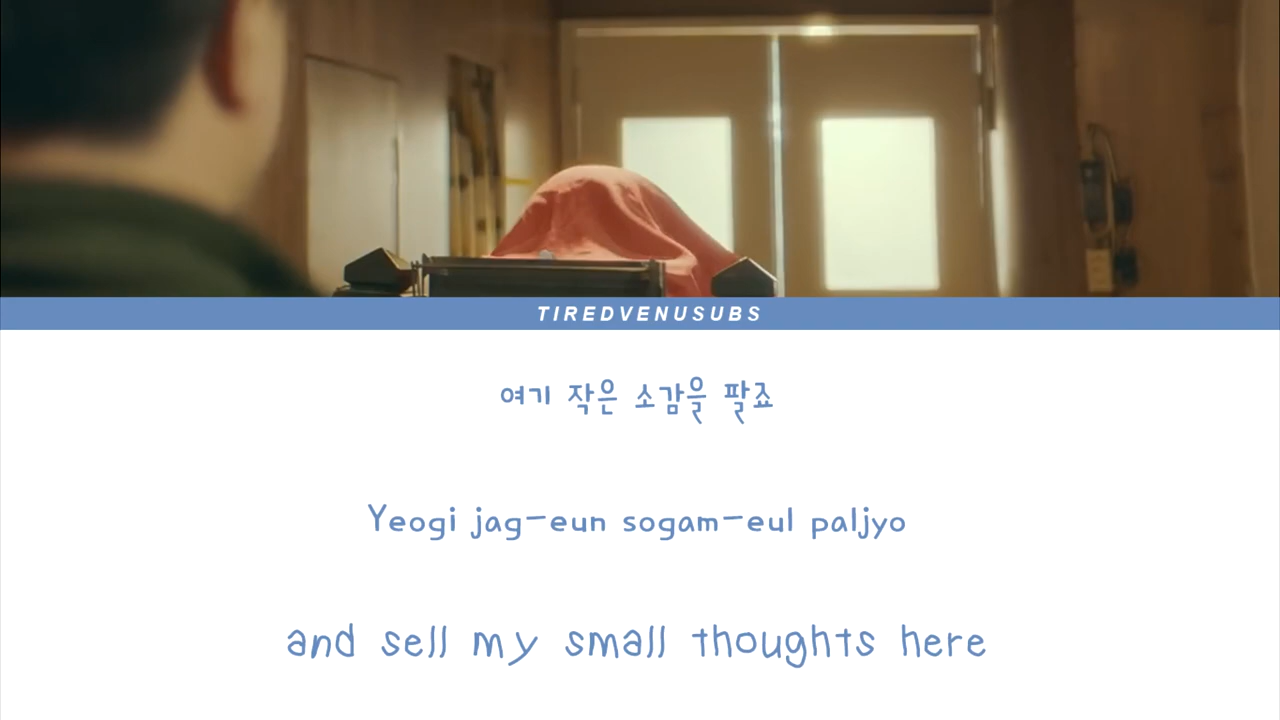 TIREDVENUSUBS
여기 작은 소감을 팔죠
Yeogi jag-eun sogam-eul paljyo
and sell my small thoughts here